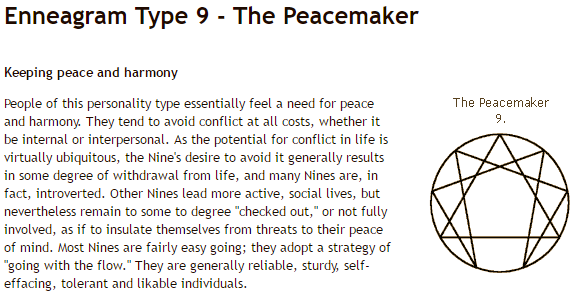 Enneagram Type 9 - The Peacemaker
Keeping peace and harmony
People of this personality type essentially feel a need for peace
and harmony. They tend to avoid conflict at all costs, whether it
be internal or interpersonal. As the potential for conflict in life is
virtually ubiquitous, the Nine's desire to avoid it generally results
in some degree of withdrawal from life, and many Nines are, in
fact, introverted. Other Nines lead more active, social lives, but
nevertheless remain to some to degree "checked out," or not fully
involved, as if to insulate themselves from threats to their peace
of mind. Most Nines are fairly easy going; they adopt a strategy of
"going with the flow." They are generally reliable, sturdy, self-
effacing, tolerant and likable individuals.
The Peacemaker
9.